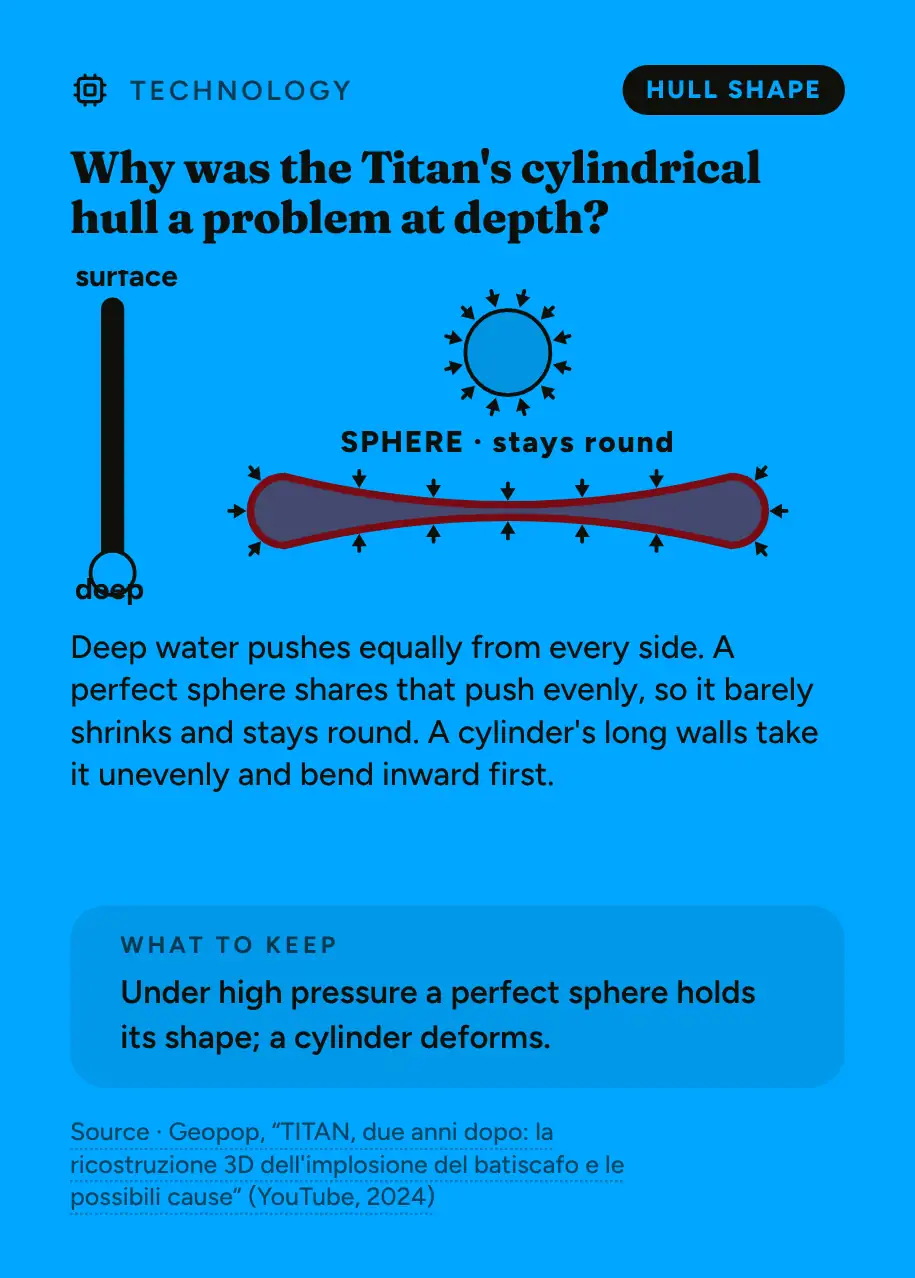 TECHNOLOGY
HULL SHAPE
Why was the Titan's cylindrical
hull a problem at depth?
surface
SPHERE · stays round
deep
Deep water pushes equally from every side. A
perfect sphere shares that push evenly, so it barely
shrinks and stays round. A cylinder's long walls take
it unevenly and bend inward first.
WHAT TO KEEP
Under high pressure a perfect sphere holds
its shape; a cylinder deforms.
Source · Geopop, “TITAN, due anni dopo: la
ricostruzione 3D dell'implosione del batiscafo e le
possibili cause” (YouTube, 2024)